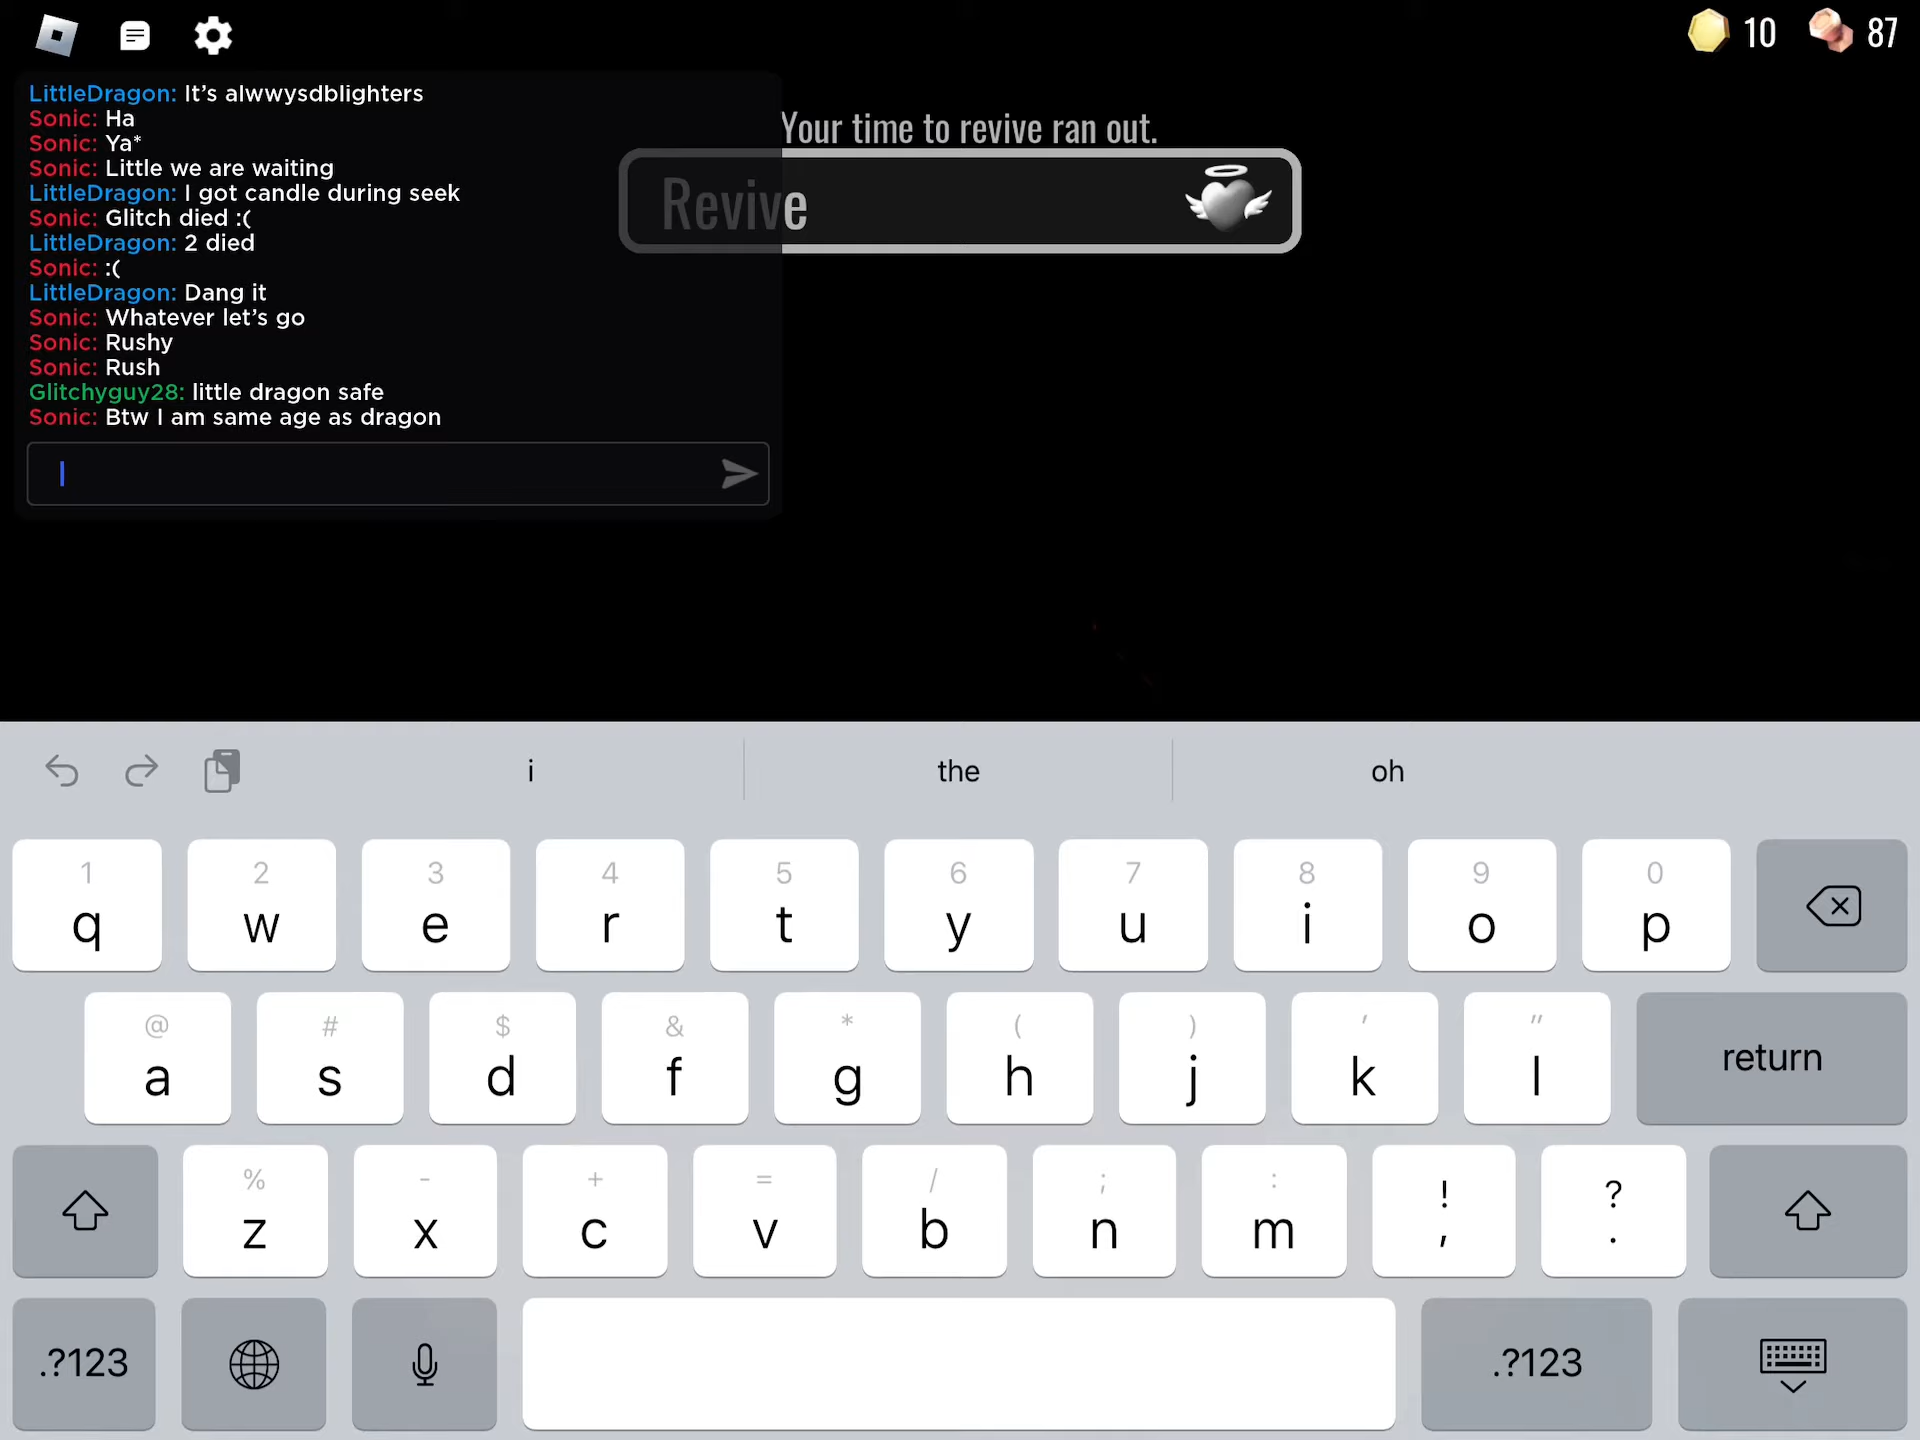 10 87
LittleDragon: It's alwwysdblighters
Sonic: Ha
Sonic: Ya*
Sonic: Little we are waiting
LittleDragon: I got candle during seek
Sonic: Glitch died :(
LittleDragon: 2 died
Sonic: :(
LittleDragon: Dang it
Sonic: Whatever let's go
Sonic: Rushy
Sonic: Rush
Glitchyguy28: little dragon safe
Sonic: Btw I am same age as dragon
Your time to revive ran out.
Revive
i the oh
1 2 3 4 5 6 7 8 9 0
q w e r t y u i o p
@ # $ & * ( ) ' "
a s d f g h j k l return
% - + = / ; : ! ?
z x c v b n m , .
.?123 .?123